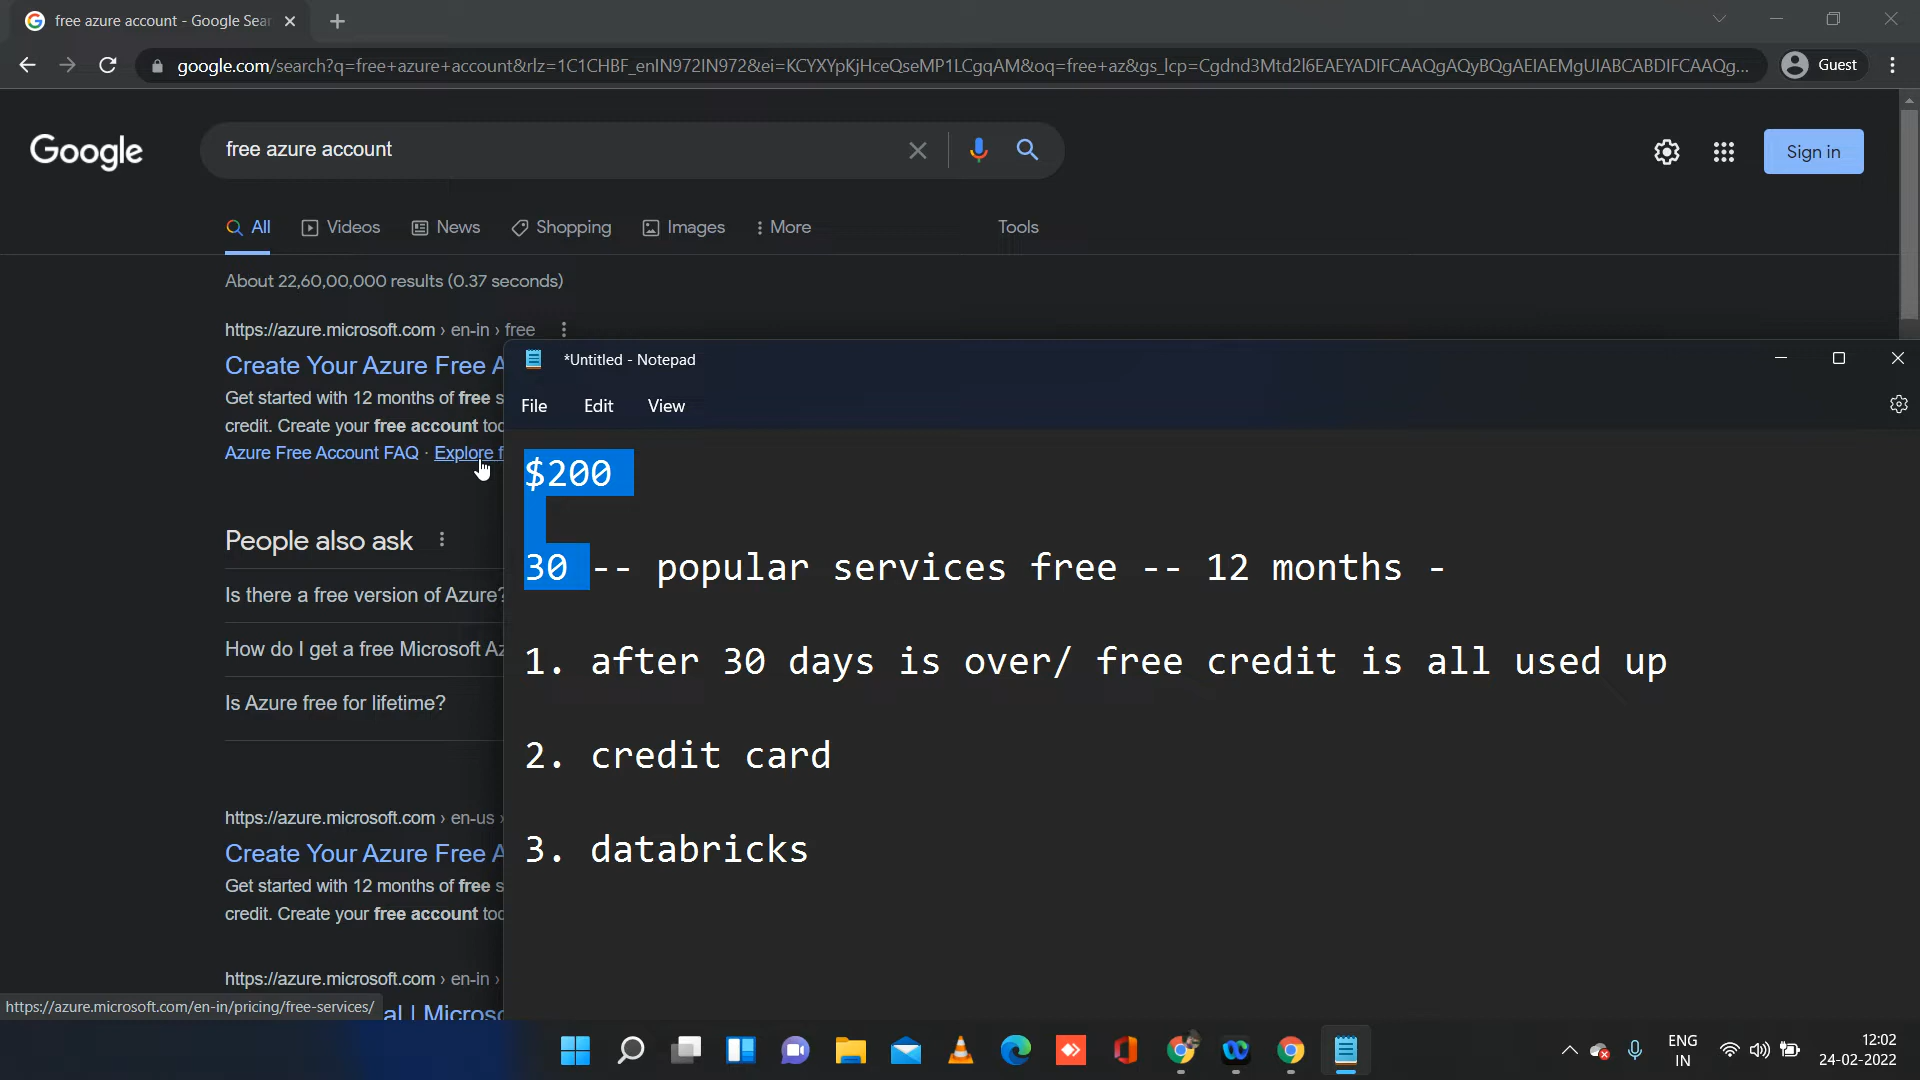 free azure account - Google Sear
google.com/search?q=free+azure+account&rlz=1C1CHBF_enIN972IN972&ei=KCYXYpKjHceQseMP1LCgqAM&oq=free+az&gs_lcp=Cgdnd3Mtd2l6EAEYADIFCAAQgAQyBQgAEIAEMgUIABCABDIFCAAQg...
Guest
Google
free azure account
Sign in
All
Videos
News
Shopping
Images
More
Tools
About 22,60,00,000 results (0.37 seconds)
https://azure.microsoft.com › en-in › free
Create Your Azure Free A
Get started with 12 months of free s
credit. Create your free account
Azure Free Account FAQ · Explore f
People also ask
Is there a free version of Azure?
How do I get a free Microsoft Az
Is Azure free for lifetime?
https://azure.microsoft.com › en-us ›
Create Your Azure Free A
Get started with 12 months of free s
credit. Create your free account
https://azure.microsoft.com › en-in ›
al | Micros
https://azure.microsoft.com/en-in/pricing/free-services/
*Untitled - Notepad
File Edit View
$200
30 -- popular services free -- 12 months -
1. after 30 days is over/ free credit is all used up
2. credit card
3. databricks
ENG
IN
12:02
24-02-2022